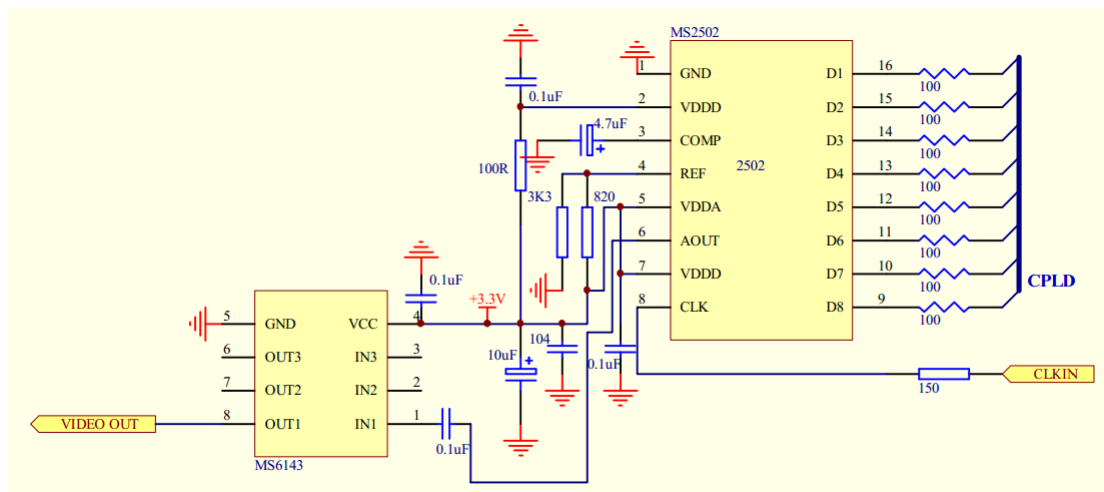 MS2502
1 GND D1 16 100
0.1uF
2 VDDD D2 15 100
4.7uF
3 COMP D3 14 100
100R
4 REF 2502 D4 13 100
3K3 820
5 VDDA D5 12 100
6 AOUT D6 11 100
7 VDDD D7 10 100
CPLD
8 CLK D8 9 100
0.1uF
+3.3V
5 GND VCC 4
104
6 OUT3 IN3 3
10uF
0.1uF
CLKIN
150
7 OUT2 IN2 2
VIDEO OUT
8 OUT1 IN1 1
0.1uF
MS6143